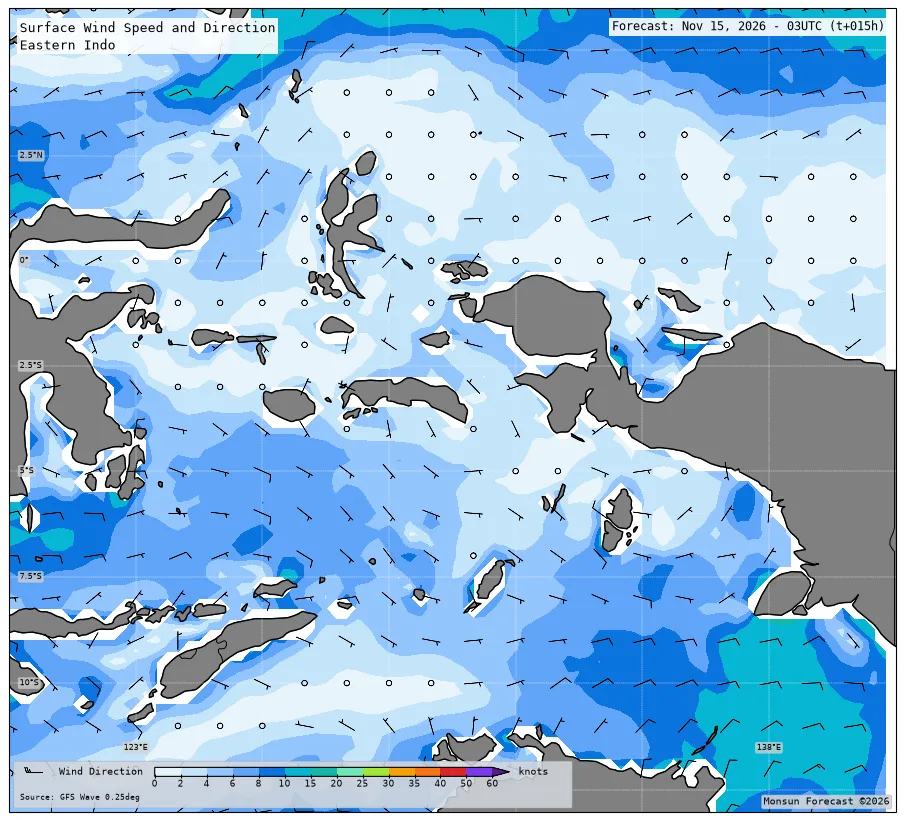 Surface Wind Speed and Direction
Eastern Indo
Forecast: Nov 15, 2026 - 03UTC (t+015h)
2.5°N
0°
2.5°S
5°S
7.5°S
10°S
123°E
138°E
Wind Direction
knots
0 2 4 6 8 10 15 20 25 30 35 40 50 60
Source: GFS Wave 0.25deg
Monsun Forecast ©2026